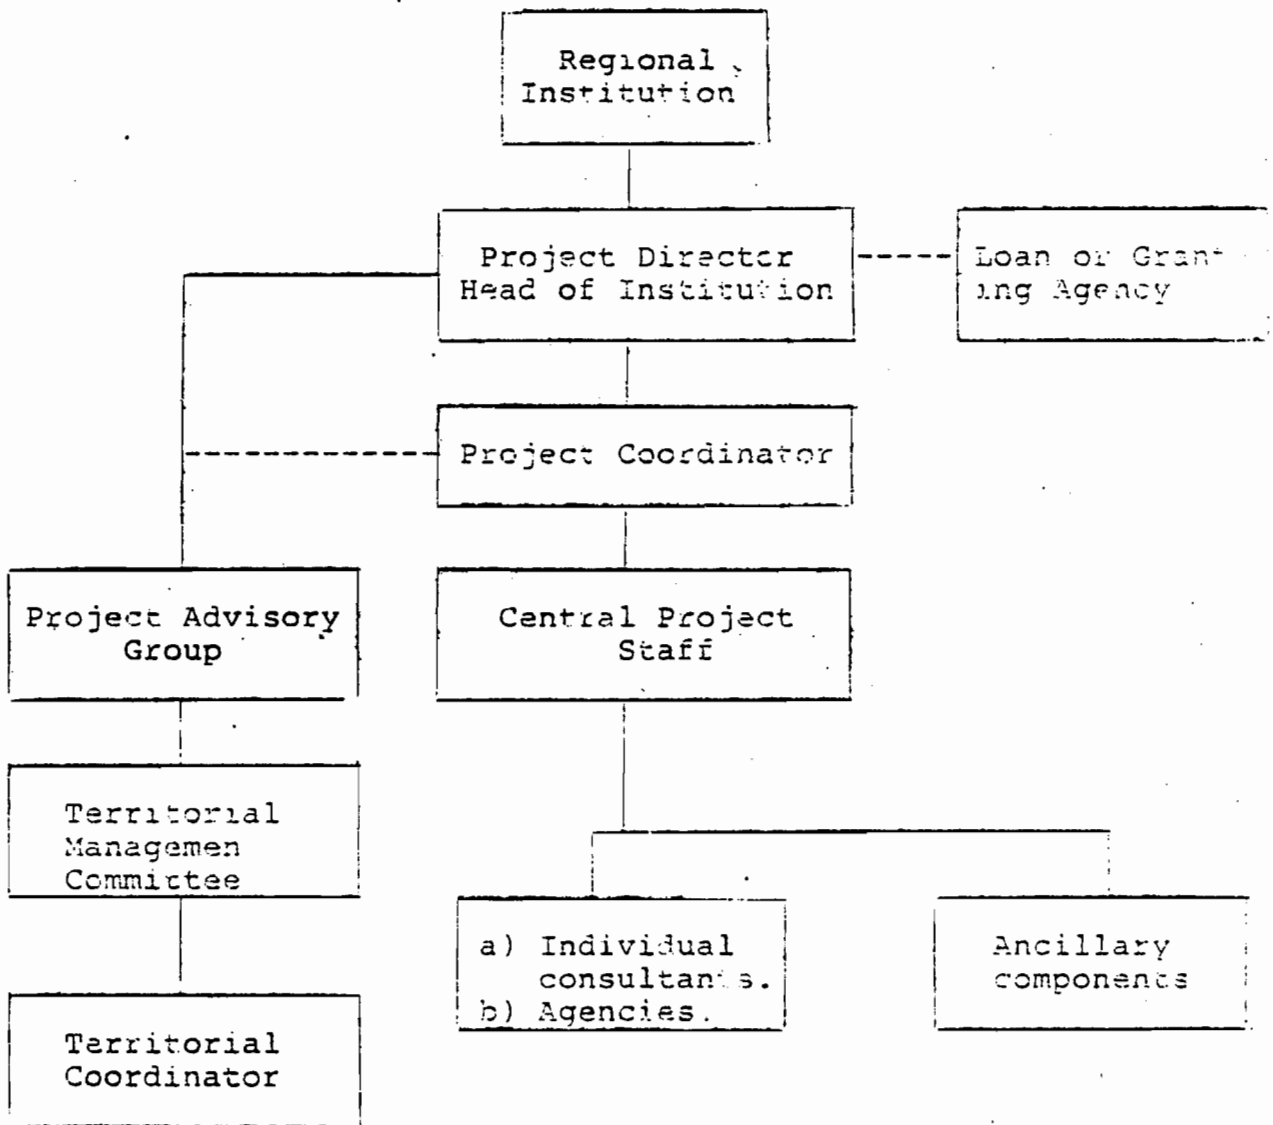 Regional
Institution
Project Director
Head of Institution
Loan or Grant
ing Agency
Project Coordinator
Project Advisory
Group
Central Project
Staff
Territorial
Managemen
Committee
a) Individual
consultants.
b) Agencies.
Ancillary
components
Territorial
Coordinator